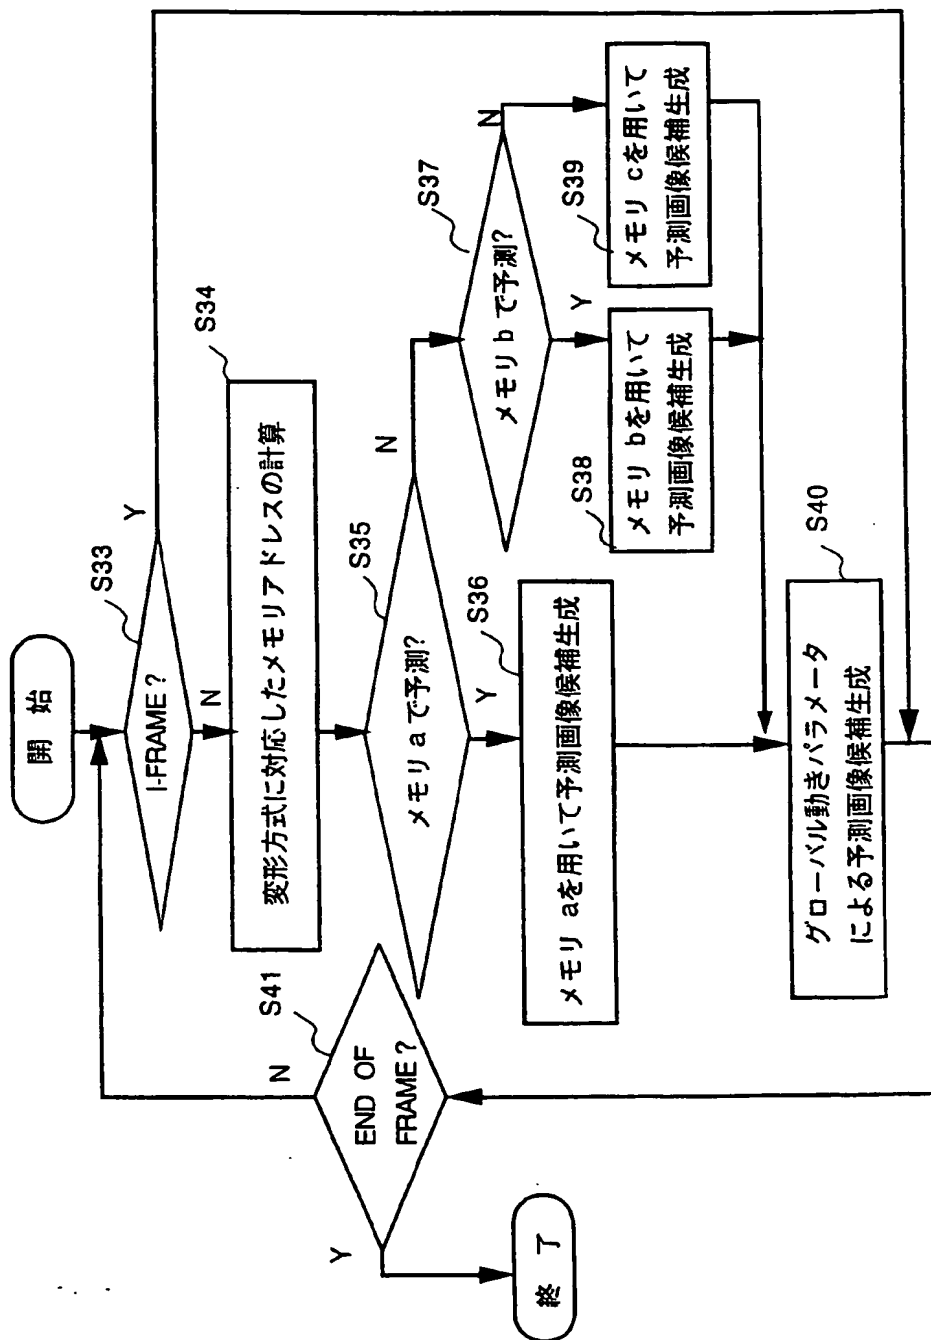 開 始
I-FRAME?
S33
Y
N
変形方式に対応したメモリアドレスの計算
S34
メモリ a で予測?
S35
N
Y
メモリ aを用いて予測画像候補生成
S36
メモリ b で予測?
S37
N
Y
メモリ bを用いて
予測画像候補生成
S38
メモリ cを用いて
予測画像候補生成
S39
グローバル動きパラメータ
による予測画像候補生成
S40
END OF
FRAME?
S41
N
Y
終 了